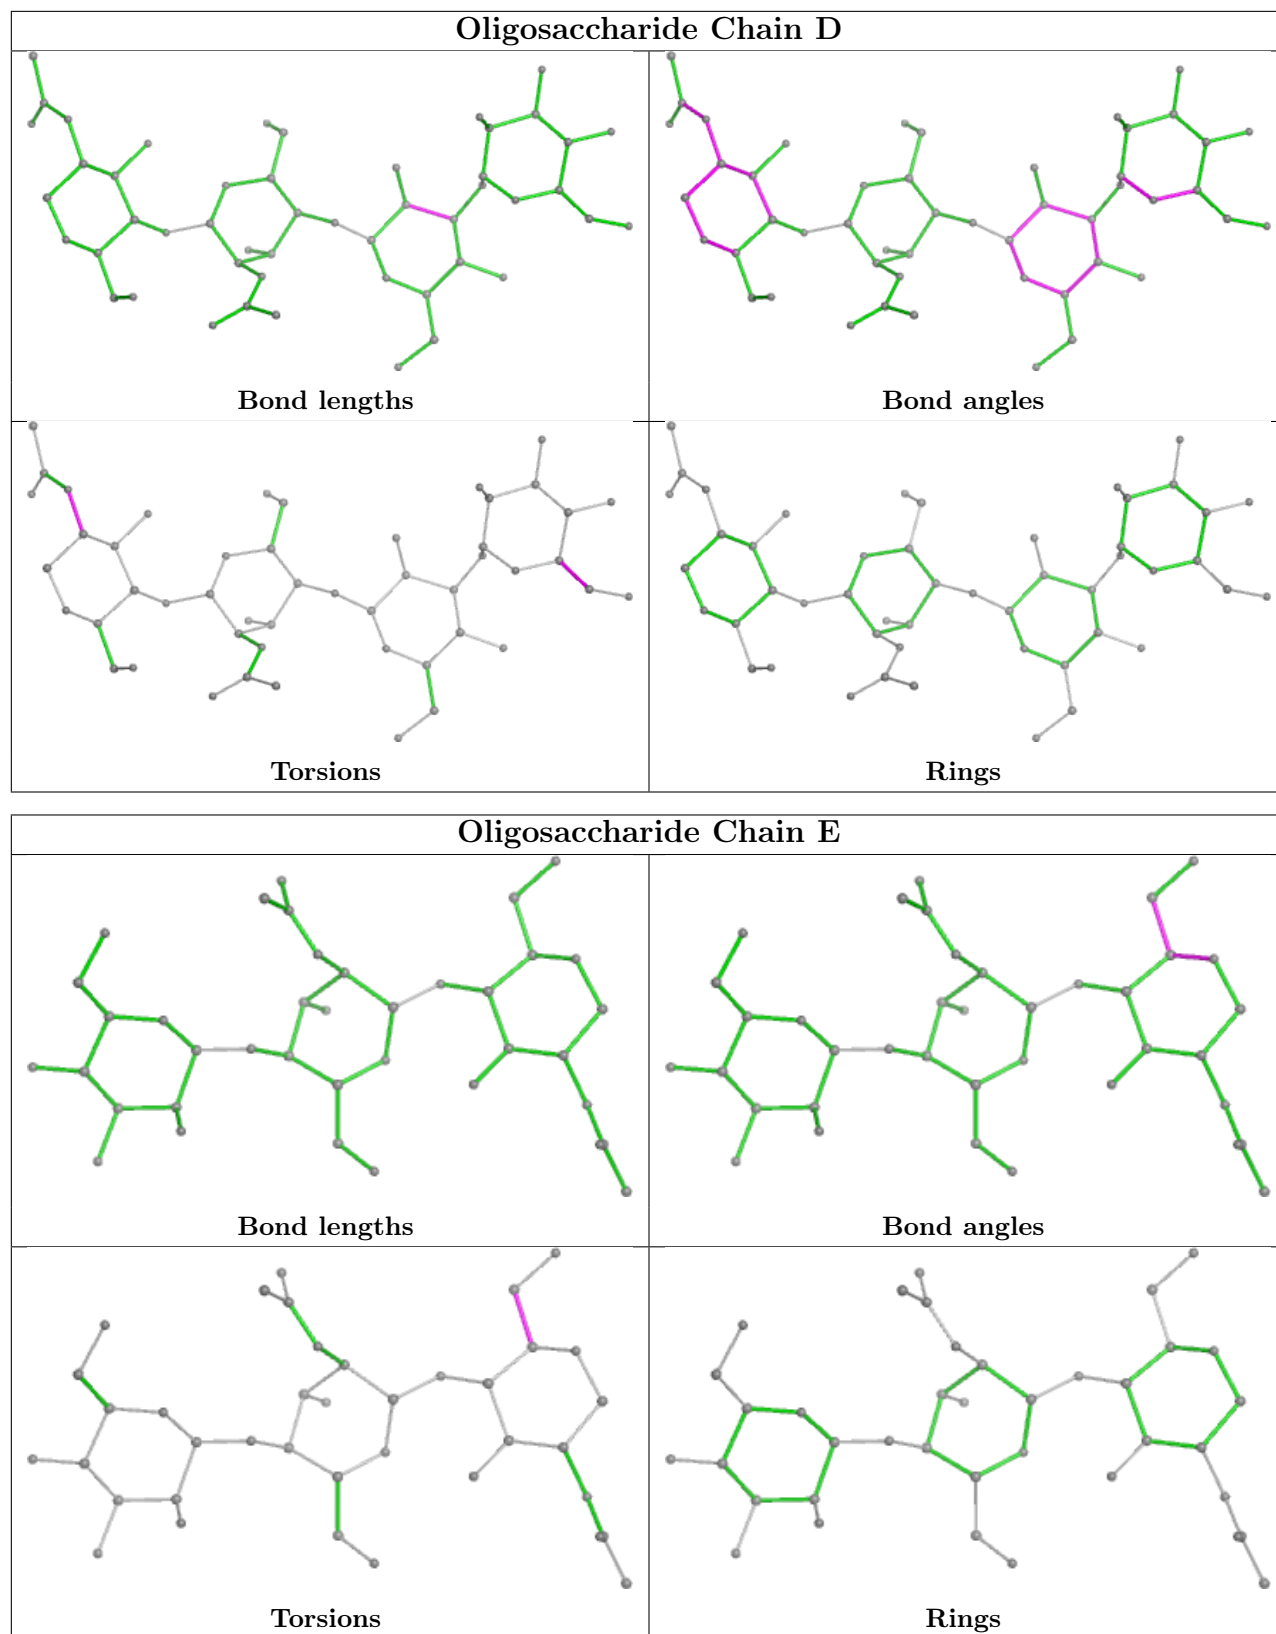 Oligosaccharide Chain D
Bond lengths
Bond angles
Torsions
Rings
Oligosaccharide Chain E
Bond lengths
Bond angles
Torsions
Rings